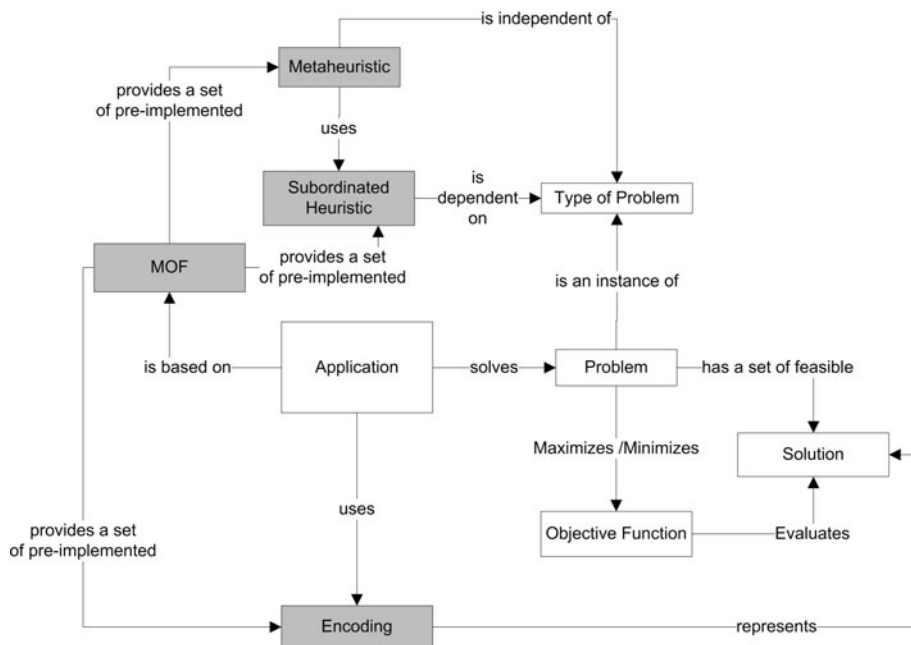 is independent of
Metaheuristic
provides a set
of pre-implemented
uses
Subordinated
Heuristic
is
dependent
on
Type of Problem
provides a set
of pre-implemented
MOF
is an instance of
is based on
Application
solves
Problem
has a set of feasible
Maximizes /Minimizes
Solution
uses
provides a set
of pre-implemented
Objective Function
Evaluates
Encoding
represents